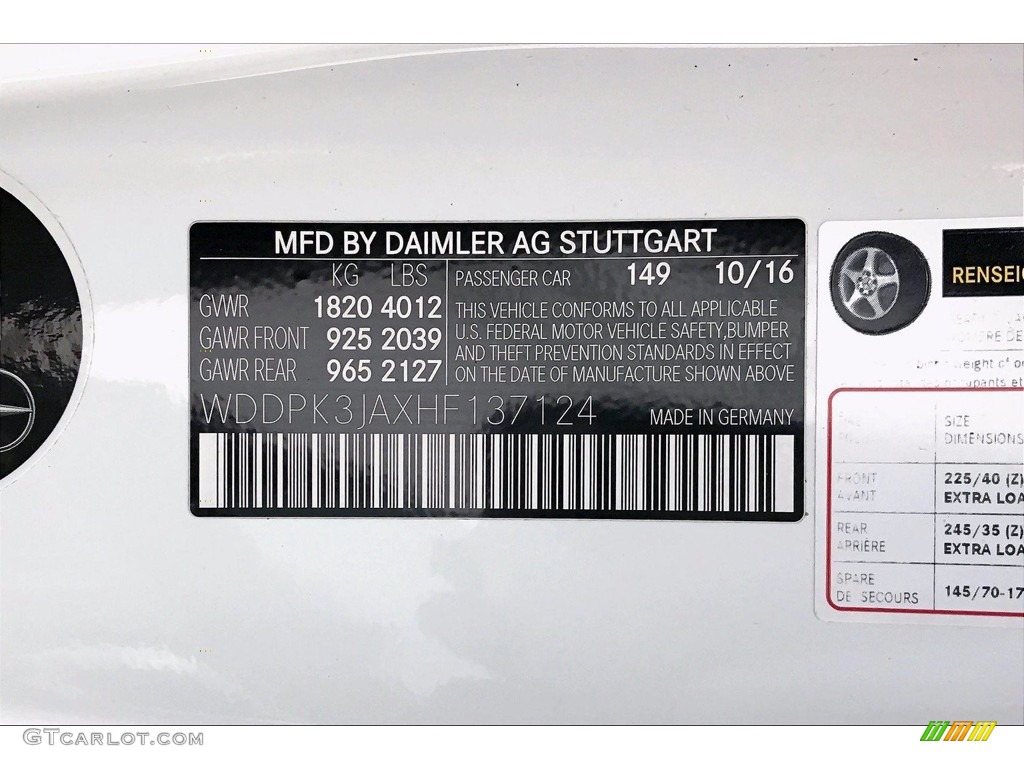 MFD BY DAIMLER AG STUTTGART
KG LBS
GVWR 1820 4012
GAWR FRONT 925 2039
GAWR REAR 965 2127
PASSENGER CAR 149 10/16
THIS VEHICLE CONFORMS TO ALL APPLICABLE
U.S. FEDERAL MOTOR VEHICLE SAFETY,BUMPER
AND THEFT PREVENTION STANDARDS IN EFFECT
ON THE DATE OF MANUFACTURE SHOWN ABOVE
WDDPK3JAXHF137124 MADE IN GERMANY
RENSEI
weight of
SIZE
DIMENSIONS
FRONT 225/40 (Z)
AVANT EXTRA LOA
REAR 245/35 (Z)
ARRIÈRE EXTRA LOA
SPARE
DE SECOURS 145/70-17
GTCARLOT.COM